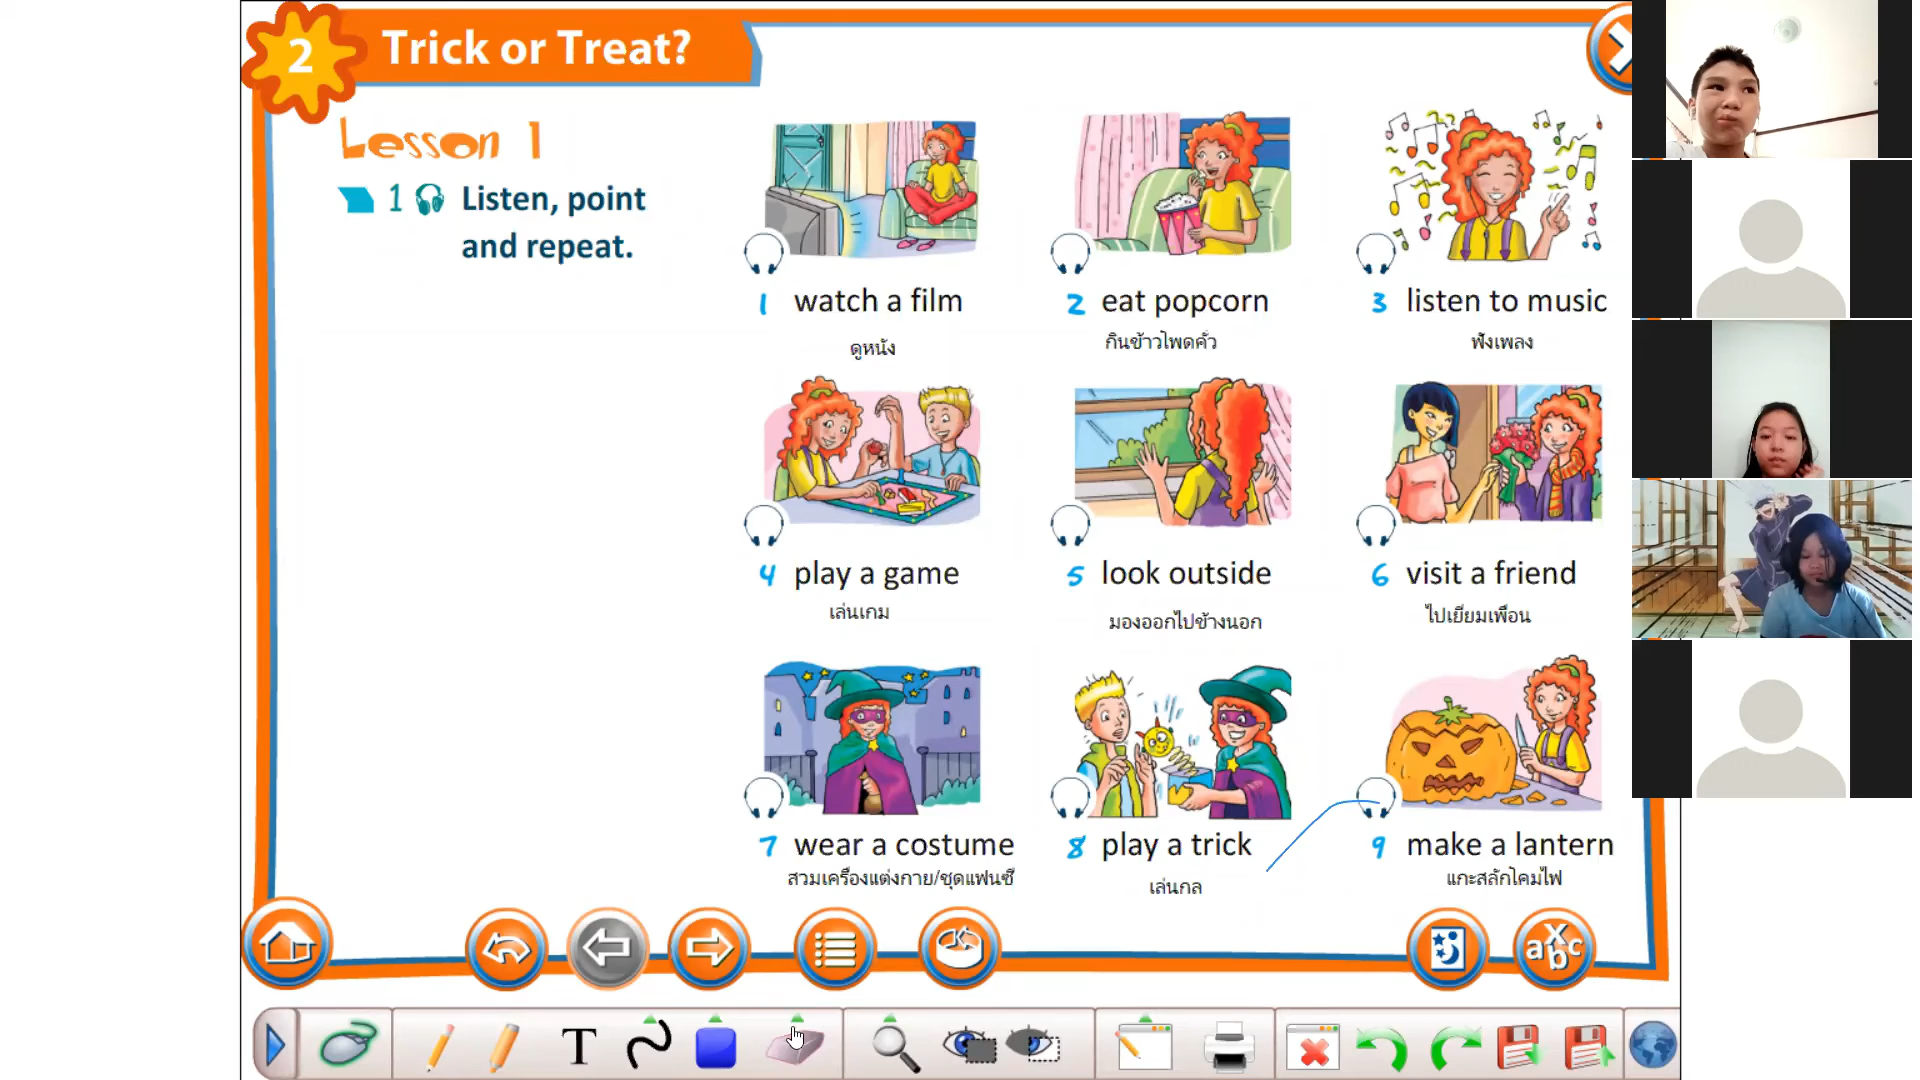 2 Trick or Treat?
Lesson 1
1 Listen, point
and repeat.
1 watch a film
ดูหนัง
2 eat popcorn
กินข้าวโพดคั่ว
3 listen to music
ฟังเพลง
4 play a game
เล่นเกม
5 look outside
มองออกไปข้างนอก
6 visit a friend
ไปเยี่ยมเพื่อน
7 wear a costume
สวมเครื่องแต่งกาย/ชุดแฟนซี
8 play a trick
เล่นกล
9 make a lantern
แกะสลักโคมไฟ
X
abc
T